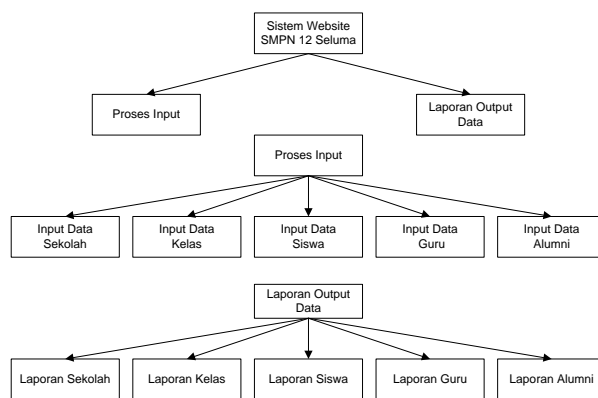 Sistem Website
SMPN 12 Seluma
Proses Input
Laporan Output
Data
Proses Input
Input Data
Sekolah
Input Data
Kelas
Input Data
Siswa
Input Data
Guru
Input Data
Alumni
Laporan Output
Data
Laporan Sekolah
Laporan Kelas
Laporan Siswa
Laporan Guru
Laporan Alumni